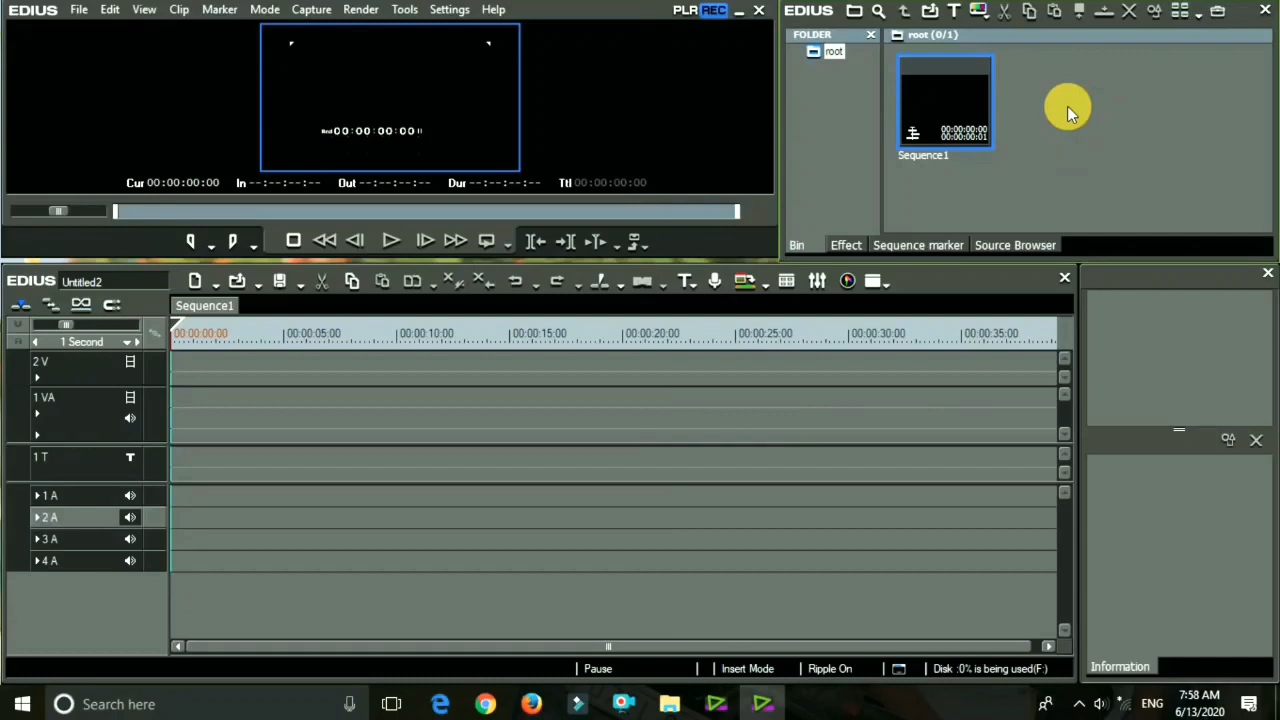 EDIUS File Edit View Clip Marker Mode Capture Render Tools Settings Help PLR REC
00:00:00:00
Cur 00:00:00:00 In --:--:--:-- Out --:--:--:-- Dur --:--:--:-- Ttl 00:00:00:00
EDIUS
FOLDER
root
root (0/1)
00:00:00:00
00:00:00:01
Sequence1
Bin Effect Sequence marker Source Browser
EDIUS Untitled2
Sequence1
1 Second
00:00:00:00 00:00:05:00 00:00:10:00 00:00:15:00 00:00:20:00 00:00:25:00 00:00:30:00 00:00:35:00
2 V
1 VA
1 T T
1 A
2 A
3 A
4 A
Pause Insert Mode Ripple On Disk :0% is being used(F:)
Information
Search here
ENG
7:58 AM
6/13/2020